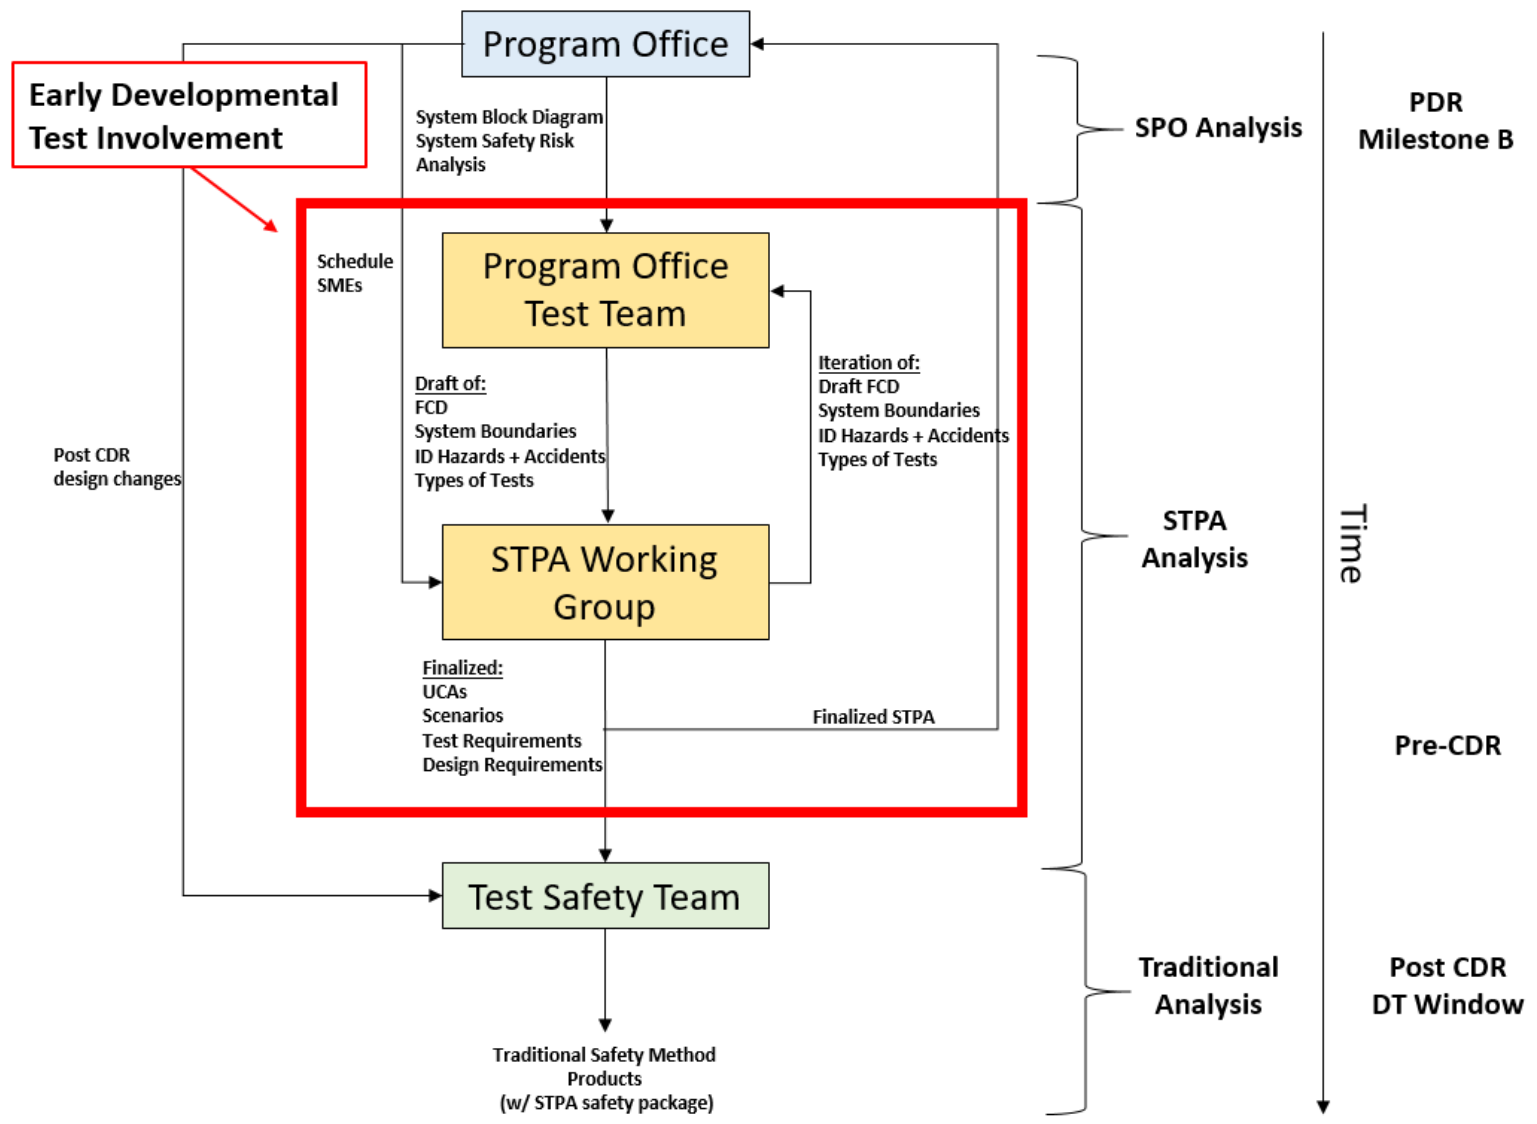 Program Office
Early Developmental
Test Involvement
System Block Diagram
System Safety Risk
Analysis
SPO Analysis
PDR
Milestone B
Schedule
SMEs
Program Office
Test Team
Draft of:
FCD
System Boundaries
ID Hazards + Accidents
Types of Tests
Iteration of:
Draft FCD
System Boundaries
ID Hazards + Accidents
Types of Tests
Post CDR
design changes
STPA Working
Group
STPA
Analysis
Time
Finalized:
UCAs
Scenarios
Test Requirements
Design Requirements
Finalized STPA
Pre-CDR
Test Safety Team
Traditional
Analysis
Post CDR
DT Window
Traditional Safety Method
Products
(w/ STPA safety package)